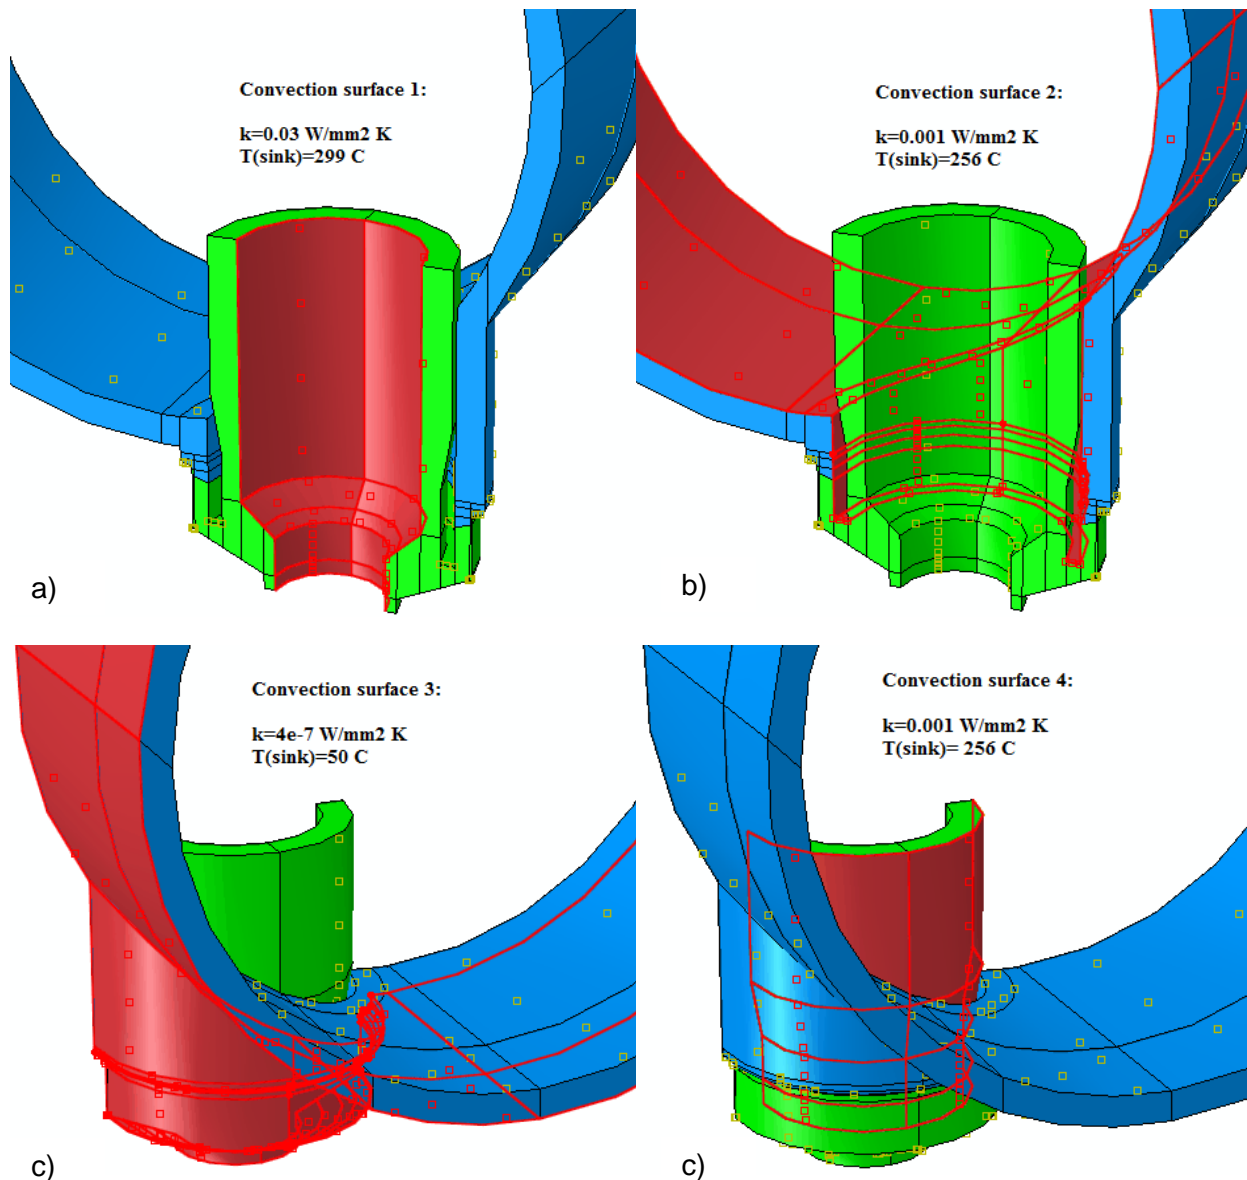 Convection surface 1:
k=0.03 W/mm2 K
T(sink)=299 C
a)
Convection surface 2:
k=0.001 W/mm2 K
T(sink)=256 C
b)
Convection surface 3:
k=4e-7 W/mm2 K
T(sink)=50 C
c)
Convection surface 4:
k=0.001 W/mm2 K
T(sink)= 256 C
c)